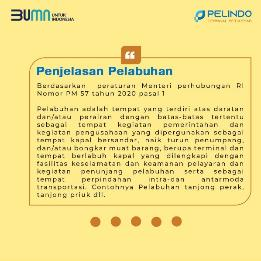 BUMN UNTUK INDONESIA
PELINDO
Penjelasan Pelabuhan
Berdasarkan peraturan Menteri perhubungan RI
Nomor PM 57 tahun 2020 pasal 1
Pelabuhan adalah tempat yang terdiri atas daratan
dan/atau perairan dengan batas-batas tertentu
sebagai tempat kegiatan pemerintahan dan
kegiatan pengusahaan yang dipergunakan sebagai
tempat kapal bersandar, naik turun penumpang,
dan/atau bongkar muat barang, berupa terminal dan
tempat berlabuh kapal yang dilengkapi dengan
fasilitas keselamatan dan keamanan pelayaran dan
kegiatan penunjang pelabuhan serta sebagai
tempat perpindahan intra-dan antarmoda
transportasi. Contohnya Pelabuhan tanjung perak,
tanjung priuk dll.